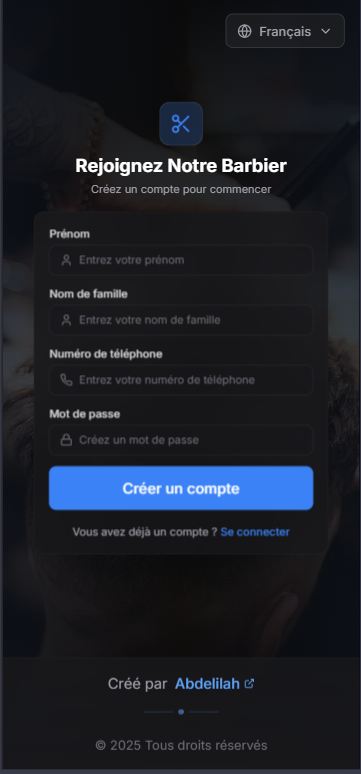 Français
Rejoignez Notre Barbier
Créez un compte pour commencer
Prénom
Entrez votre prénom
Nom de famille
Entrez votre nom de famille
Numéro de téléphone
Entrez votre numéro de téléphone
Mot de passe
Créez un mot de passe
Créer un compte
Vous avez déjà un compte ? Se connecter
Créé par Abdelilah
© 2025 Tous droits réservés